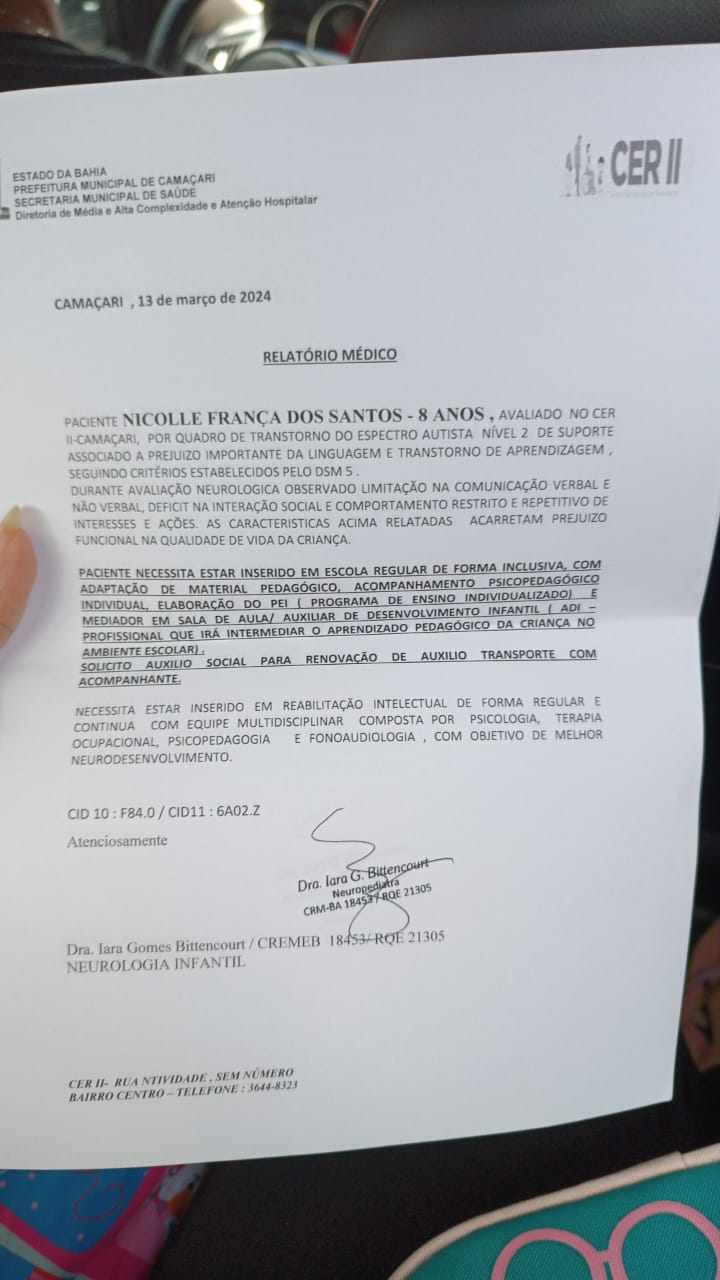 ESTADO DA BAHIA
PREFEITURA MUNICIPAL DE CAMAÇARI
SECRETARIA MUNICIPAL DE SAÚDE
Diretoria de Média e Alta Complexidade e Atenção Hospitalar
CER II
CAMAÇARI , 13 de março de 2024
RELATÓRIO MÉDICO
PACIENTE NICOLLE FRANÇA DOS SANTOS - 8 ANOS , AVALIADO NO CER
II-CAMAÇARI, POR QUADRO DE TRANSTORNO DO ESPECTRO AUTISTA NÍVEL 2 DE SUPORTE
ASSOCIADO A PREJUIZO IMPORTANTE DA LINGUAGEM E TRANSTORNO DE APRENDIZAGEM ,
SEGUINDO CRITÉRIOS ESTABELECIDOS PELO DSM 5 .
DURANTE AVALIAÇÃO NEUROLOGICA OBSERVADO LIMITAÇÃO NA COMUNICAÇÃO VERBAL E
NÃO VERBAL, DEFICIT NA INTERAÇÃO SOCIAL E COMPORTAMENTO RESTRITO E REPETITIVO DE
INTERESSES E AÇÕES. AS CARACTERISTICAS ACIMA RELATADAS ACARRETAM PREJUIZO
FUNCIONAL NA QUALIDADE DE VIDA DA CRIANÇA.
PACIENTE NECESSITA ESTAR INSERIDO EM ESCOLA REGULAR DE FORMA INCLUSIVA, COM
ADAPTAÇÃO DE MATERIAL PEDAGÓGICO, ACOMPANHAMENTO PSICOPEDAGÓGICO
INDIVIDUAL, ELABORAÇÃO DO PEI ( PROGRAMA DE ENSINO INDIVIDUALIZADO) E
MEDIADOR EM SALA DE AULA/ AUXILIAR DE DESENVOLVIMENTO INFANTIL ( ADI –
PROFISSIONAL QUE IRÁ INTERMEDIAR O APRENDIZADO PEDAGÓGICO DA CRIANÇA NO
AMBIENTE ESCOLAR) .
SOLICITO AUXILIO SOCIAL PARA RENOVAÇÃO DE AUXILIO TRANSPORTE COM
ACOMPANHANTE.
NECESSITA ESTAR INSERIDO EM REABILITAÇÃO INTELECTUAL DE FORMA REGULAR E
CONTINUA COM EQUIPE MULTIDISCIPLINAR COMPOSTA POR PSICOLOGIA, TERAPIA
OCUPACIONAL, PSICOPEDAGOGIA E FONOAUDIOLOGIA , COM OBJETIVO DE MELHOR
NEURODESENVOLVIMENTO.
CID 10 : F84.0 / CID11 : 6A02.Z
Atenciosamente
Dra. Iara G. Bittencourt
Neuropediatra
CRM-BA 18453 / RQE 21305
Dra. Iara Gomes Bittencourt / CREMEB 18453/ RQE 21305
NEUROLOGIA INFANTIL
CER II- RUA NTIVIDADE , SEM NÚMERO
BAIRRO CENTRO – TELEFONE : 3644-8323